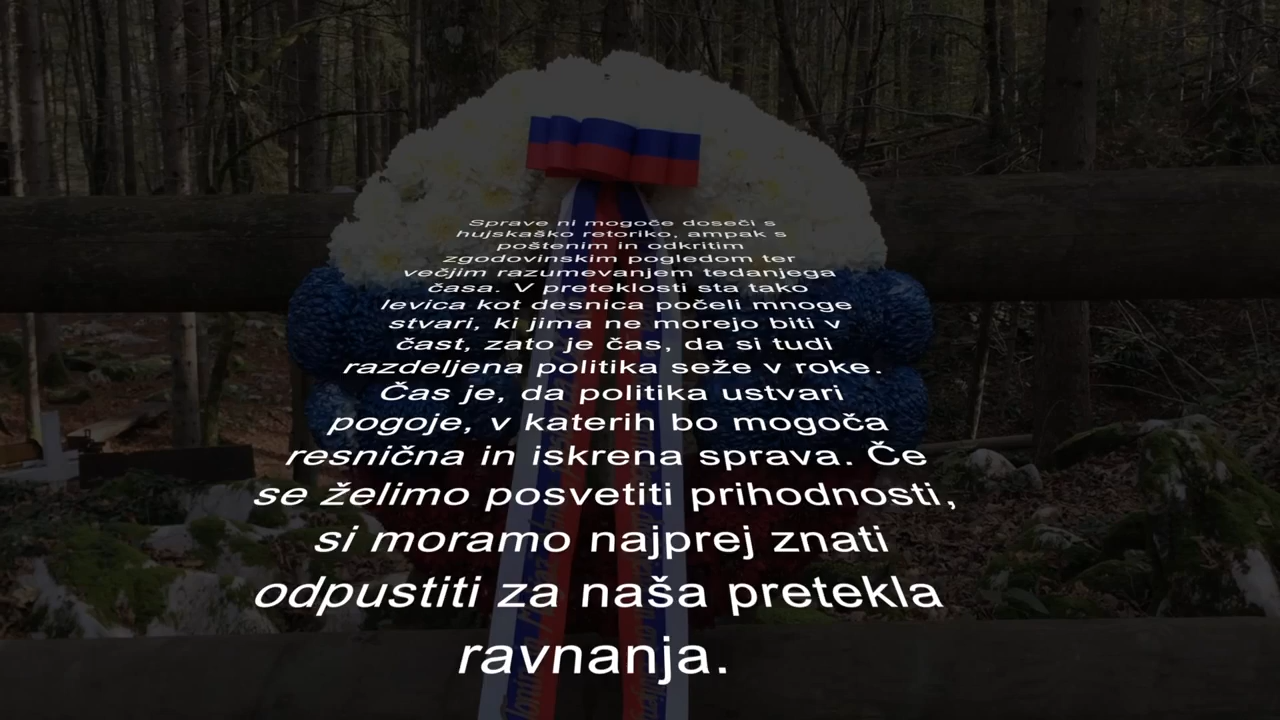 Sprave ni mogoče doseči s
hujskaško retoriko, ampak s
poštenim in odkritim
zgodovinskim pogledom ter
večjim razumevanjem tedanjega
časa. V preteklosti sta tako
levica kot desnica počeli mnoge
stvari, ki jima ne morejo biti v
čast, zato je čas, da si tudi
razdeljena politika seže v roke.
Čas je, da politika ustvari
pogoje, v katerih bo mogoča
resnična in iskrena sprava. Če
se želimo posvetiti prihodnosti,
si moramo najprej znati
odpustiti za naša pretekla
ravnanja.